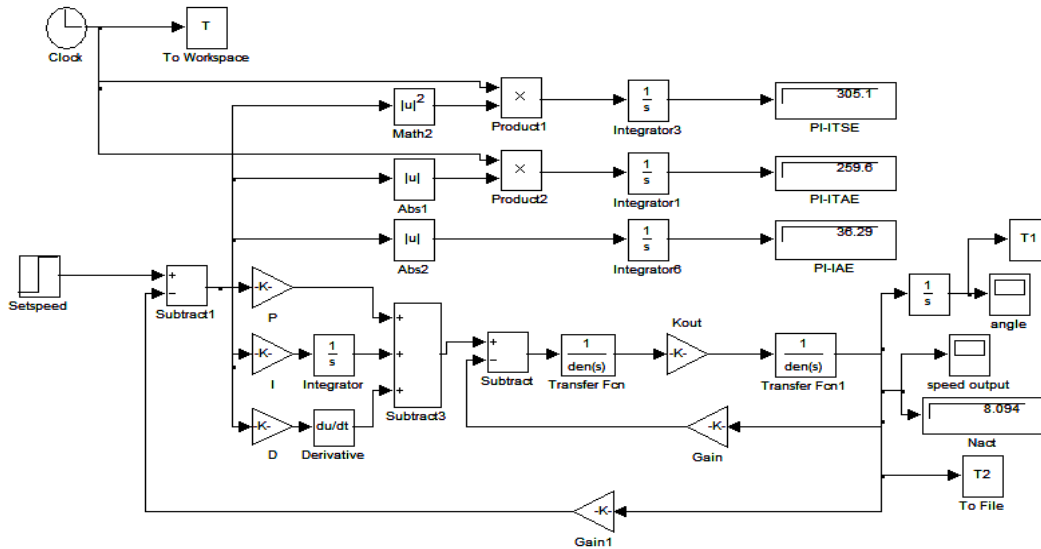 T
Clock
To Workspace
|u|²
×
1
s
305.1
Math2
Product1
Integrator3
PI-ITSE
|u|
×
1
s
259.6
Abs1
Product2
Integrator1
PI-ITAE
|u|
1
s
36.29
Abs2
Integrator6
PI-IAE
T1
Setspeed
+
−
Subtract1
-K-
P
1
s
angle
+
+
+
Subtract3
-K-
I
1
s
Integrator
+
−
Subtract
1
den(s)
Transfer Fcn
Kout
-K-
1
den(s)
Transfer Fcn1
speed output
-K-
D
du/dt
Derivative
-K-
Gain
8.094
Nact
T2
To File
-K-
Gain1